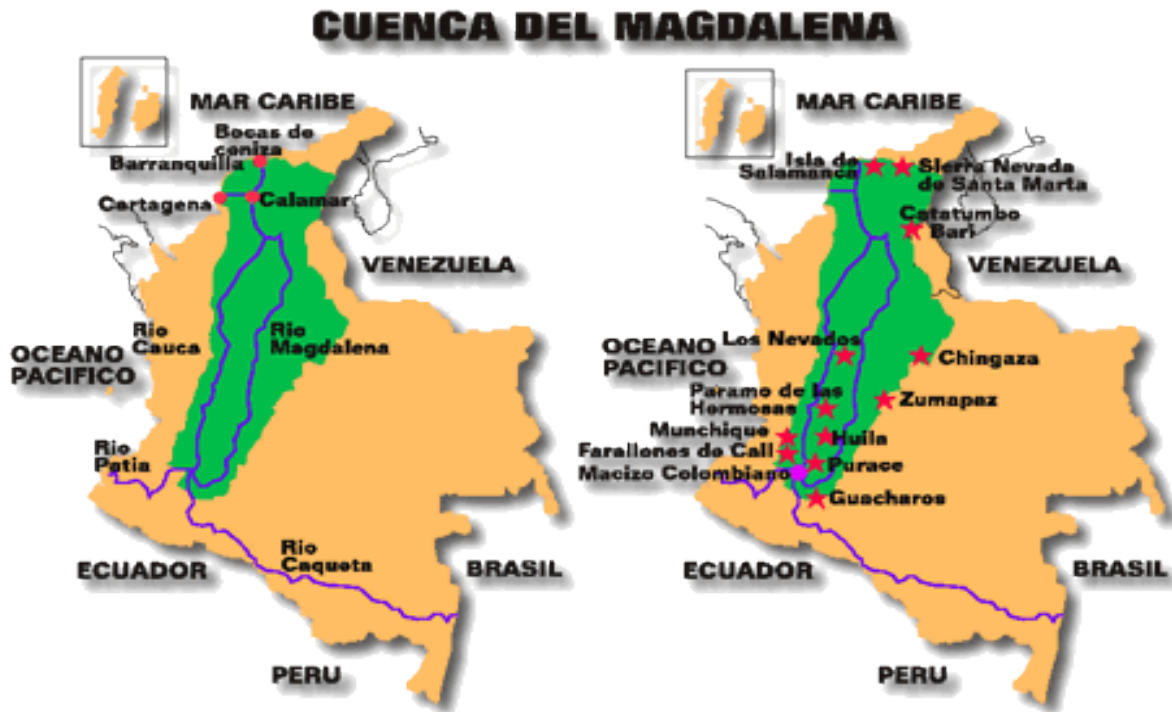 CUENCA DEL MAGDALENA
MAR CARIBE
Bocas de
coniza
Barranquilla
Cartagena
Calamar
VENEZUELA
Rio
Cauca
Rio
Magdalena
OCEANO
PACIFICO
Rio
Patia
Rio
Caqueta
ECUADOR
BRASIL
PERU
MAR CARIBE
Isla de
Salamanca
Sierra Nevada
de Santa Marta
Catatumbo
Bari
VENEZUELA
Los Nevados
OCEANO
PACIFICO
Chingaza
Paramo de las
Hermosas
Zumapaz
Munchique
Huila
Farallones de Cali
Purace
Macizo Colombiano
Guacharos
ECUADOR
BRASIL
PERU